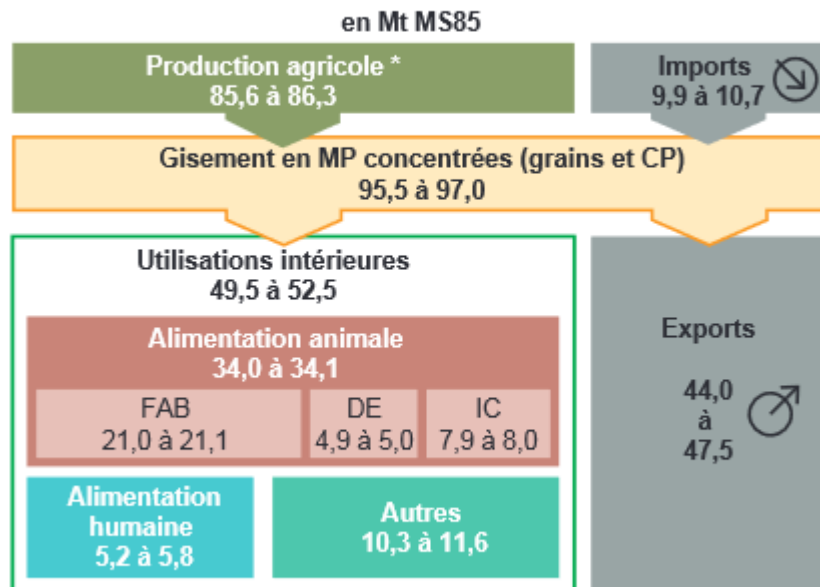 en Mt MS85
Production agricole *
85,6 à 86,3
Imports
9,9 à 10,7
Gisement en MP concentrées (grains et CP)
95,5 à 97,0
Utilisations intérieures
49,5 à 52,5
Alimentation animale
34,0 à 34,1
FAB
21,0 à 21,1
DE
4,9 à 5,0
IC
7,9 à 8,0
Alimentation
humaine
5,2 à 5,8
Autres
10,3 à 11,6
Exports
44,0
à
47,5